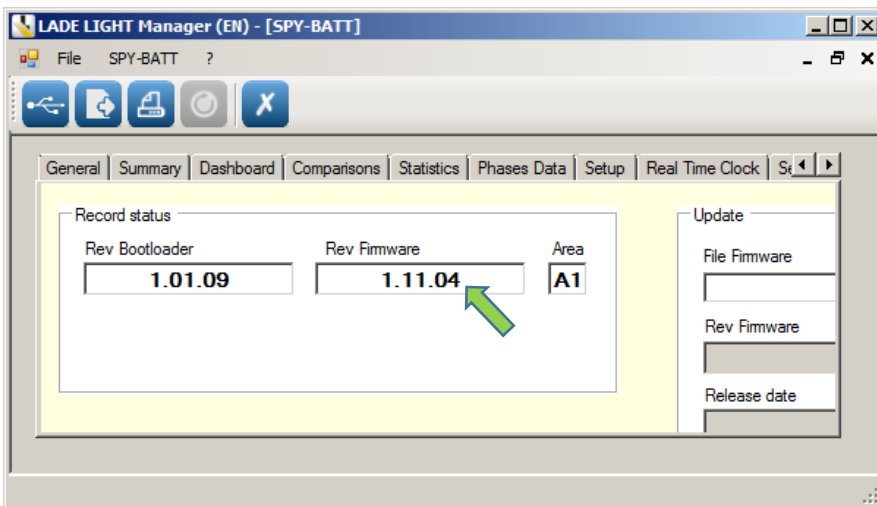 LADE LIGHT Manager (EN) - [SPY-BATT]
File SPY-BATT ?
General Summary Dashboard Comparisons Statistics Phases Data Setup Real Time Clock
Record status
Rev Bootloader Rev Firmware Area
1.01.09 1.11.04 A1
Update
File Firmware
Rev Firmware
Release date